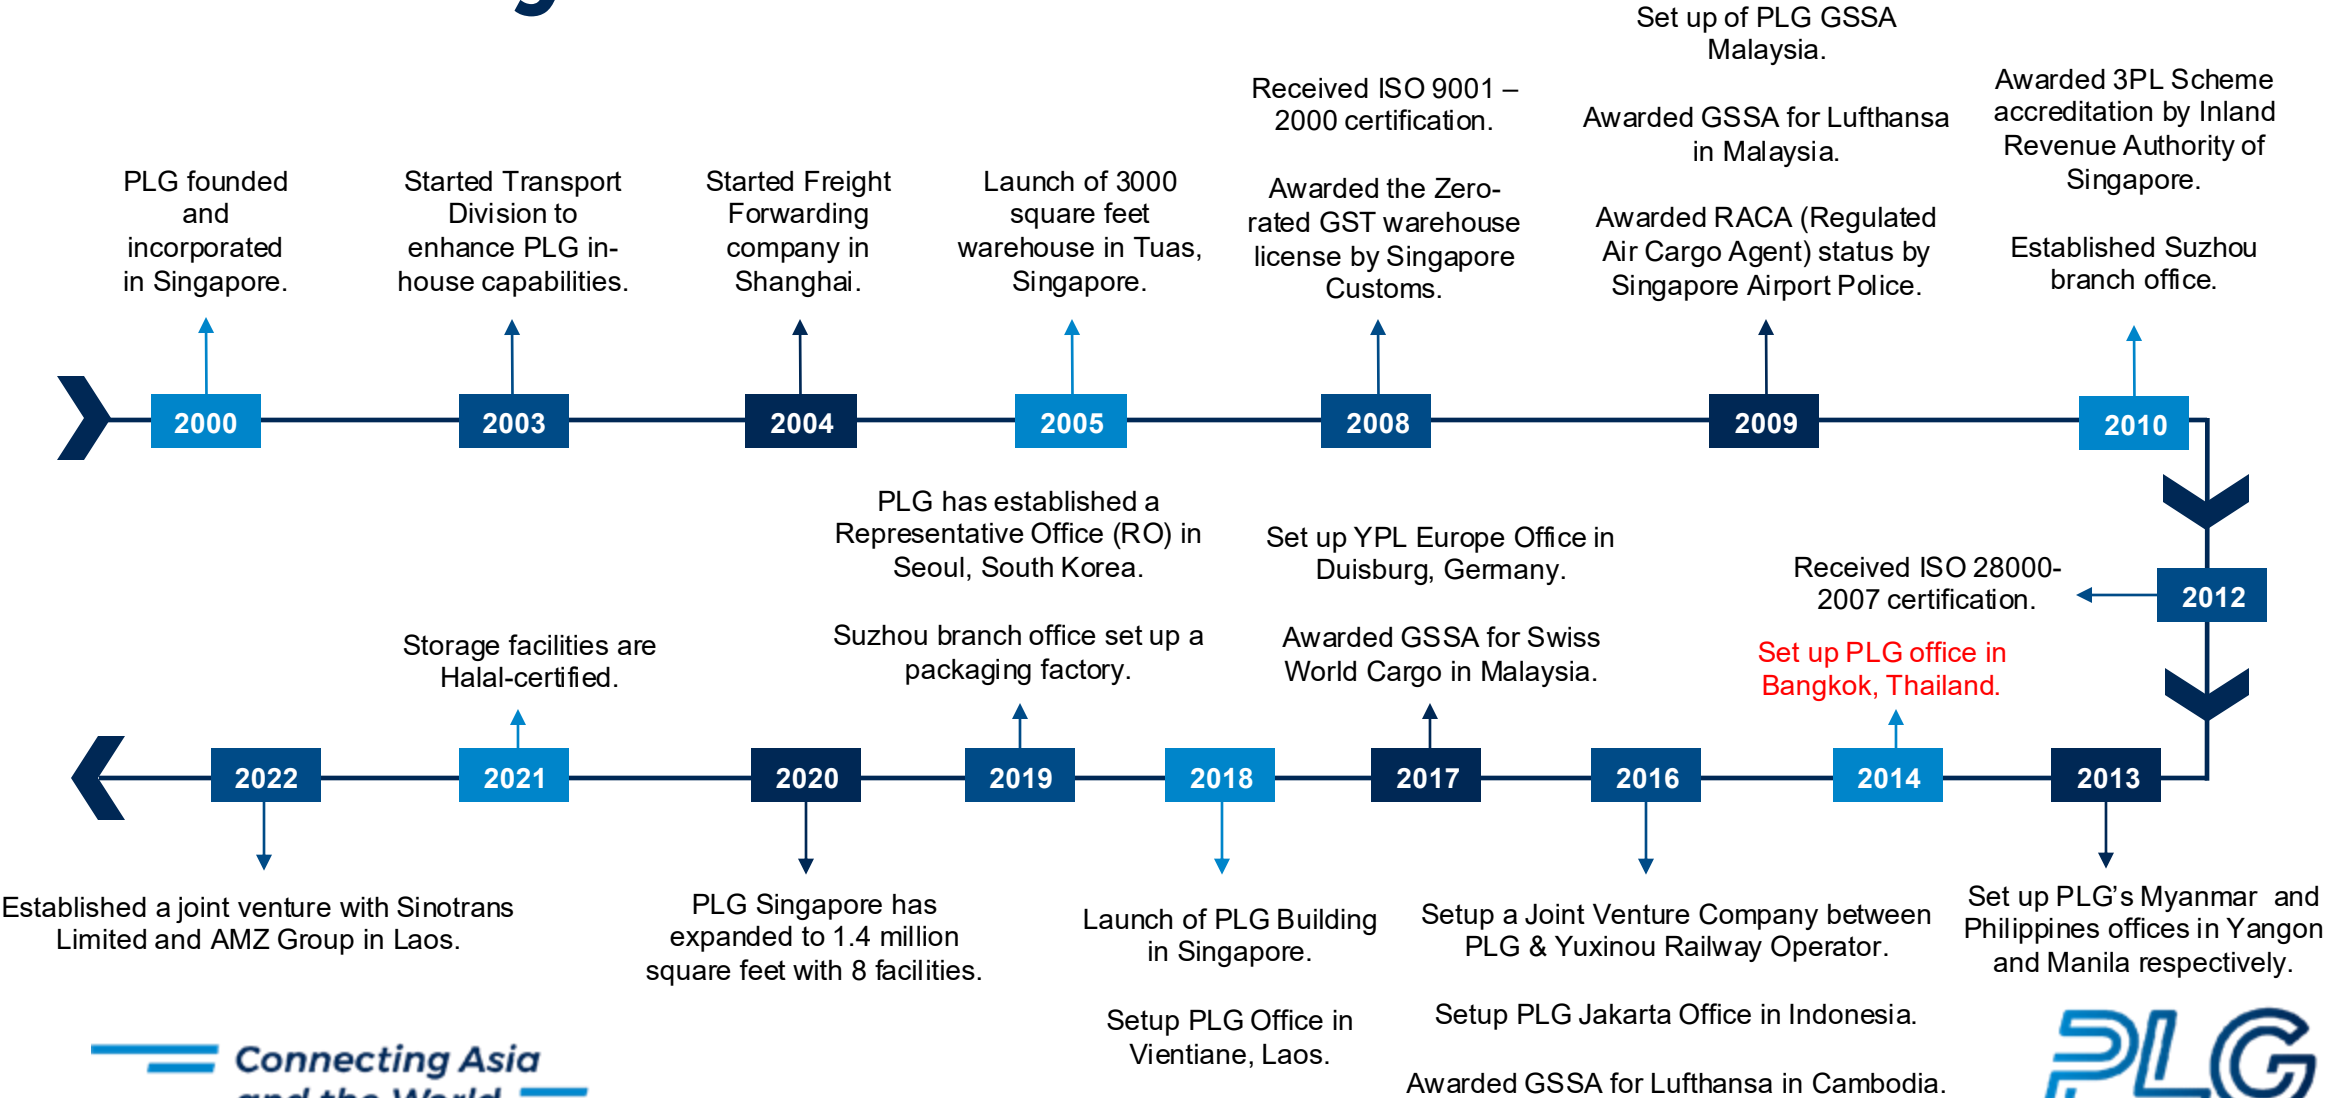 Set up of PLG GSSA
Malaysia.
Awarded GSSA for Lufthansa
in Malaysia.
Awarded RACA (Regulated
Air Cargo Agent) status by
Singapore Airport Police.
Received ISO 9001 –
2000 certification.
Awarded the Zero-
rated GST warehouse
license by Singapore
Customs.
Awarded 3PL Scheme
accreditation by Inland
Revenue Authority of
Singapore.
Established Suzhou
branch office.
PLG founded
and
incorporated
in Singapore.
Started Transport
Division to
enhance PLG in-
house capabilities.
Started Freight
Forwarding
company in
Shanghai.
Launch of 3000
square feet
warehouse in Tuas,
Singapore.
2000
2003
2004
2005
2008
2009
2010
PLG has established a
Representative Office (RO) in
Seoul, South Korea.
Suzhou branch office set up a
packaging factory.
Set up YPL Europe Office in
Duisburg, Germany.
Awarded GSSA for Swiss
World Cargo in Malaysia.
Received ISO 28000-
2007 certification.
2012
Set up PLG office in
Bangkok, Thailand.
Storage facilities are
Halal-certified.
2022
2021
2020
2019
2018
2017
2016
2014
2013
Established a joint venture with Sinotrans
Limited and AMZ Group in Laos.
PLG Singapore has
expanded to 1.4 million
square feet with 8 facilities.
Launch of PLG Building
in Singapore.
Setup PLG Office in
Vientiane, Laos.
Setup a Joint Venture Company between
PLG & Yuxinou Railway Operator.
Setup PLG Jakarta Office in Indonesia.
Awarded GSSA for Lufthansa in Cambodia.
Set up PLG’s Myanmar and
Philippines offices in Yangon
and Manila respectively.
Connecting Asia
and the World
PLG